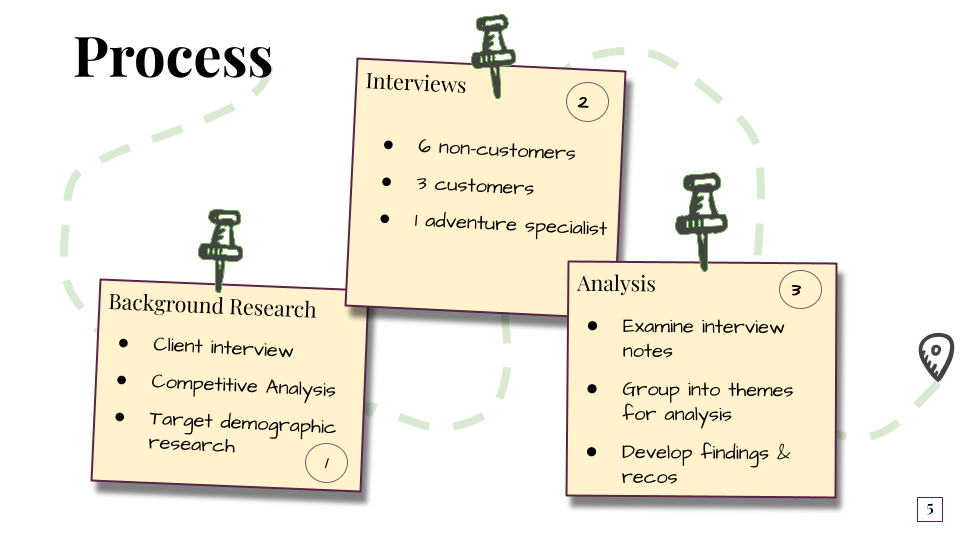 Process
Background Research
● Client interview
● Competitive Analysis
● Target demographic
research
1
Interviews
2
● 6 non-customers
● 3 customers
● 1 adventure specialist
Analysis
3
● Examine interview
notes
● Group into themes
for analysis
● Develop findings &
recos
5